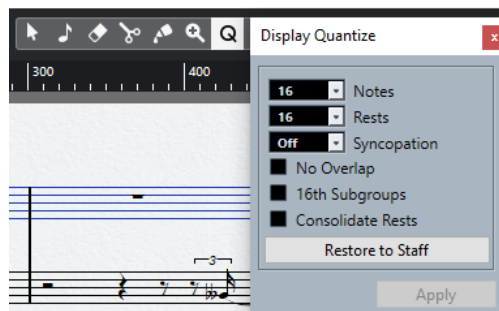 Q
Display Quantize
x
300
400
16 Notes
16 Rests
Off Syncopation
No Overlap
16th Subgroups
Consolidate Rests
Restore to Staff
3
Apply